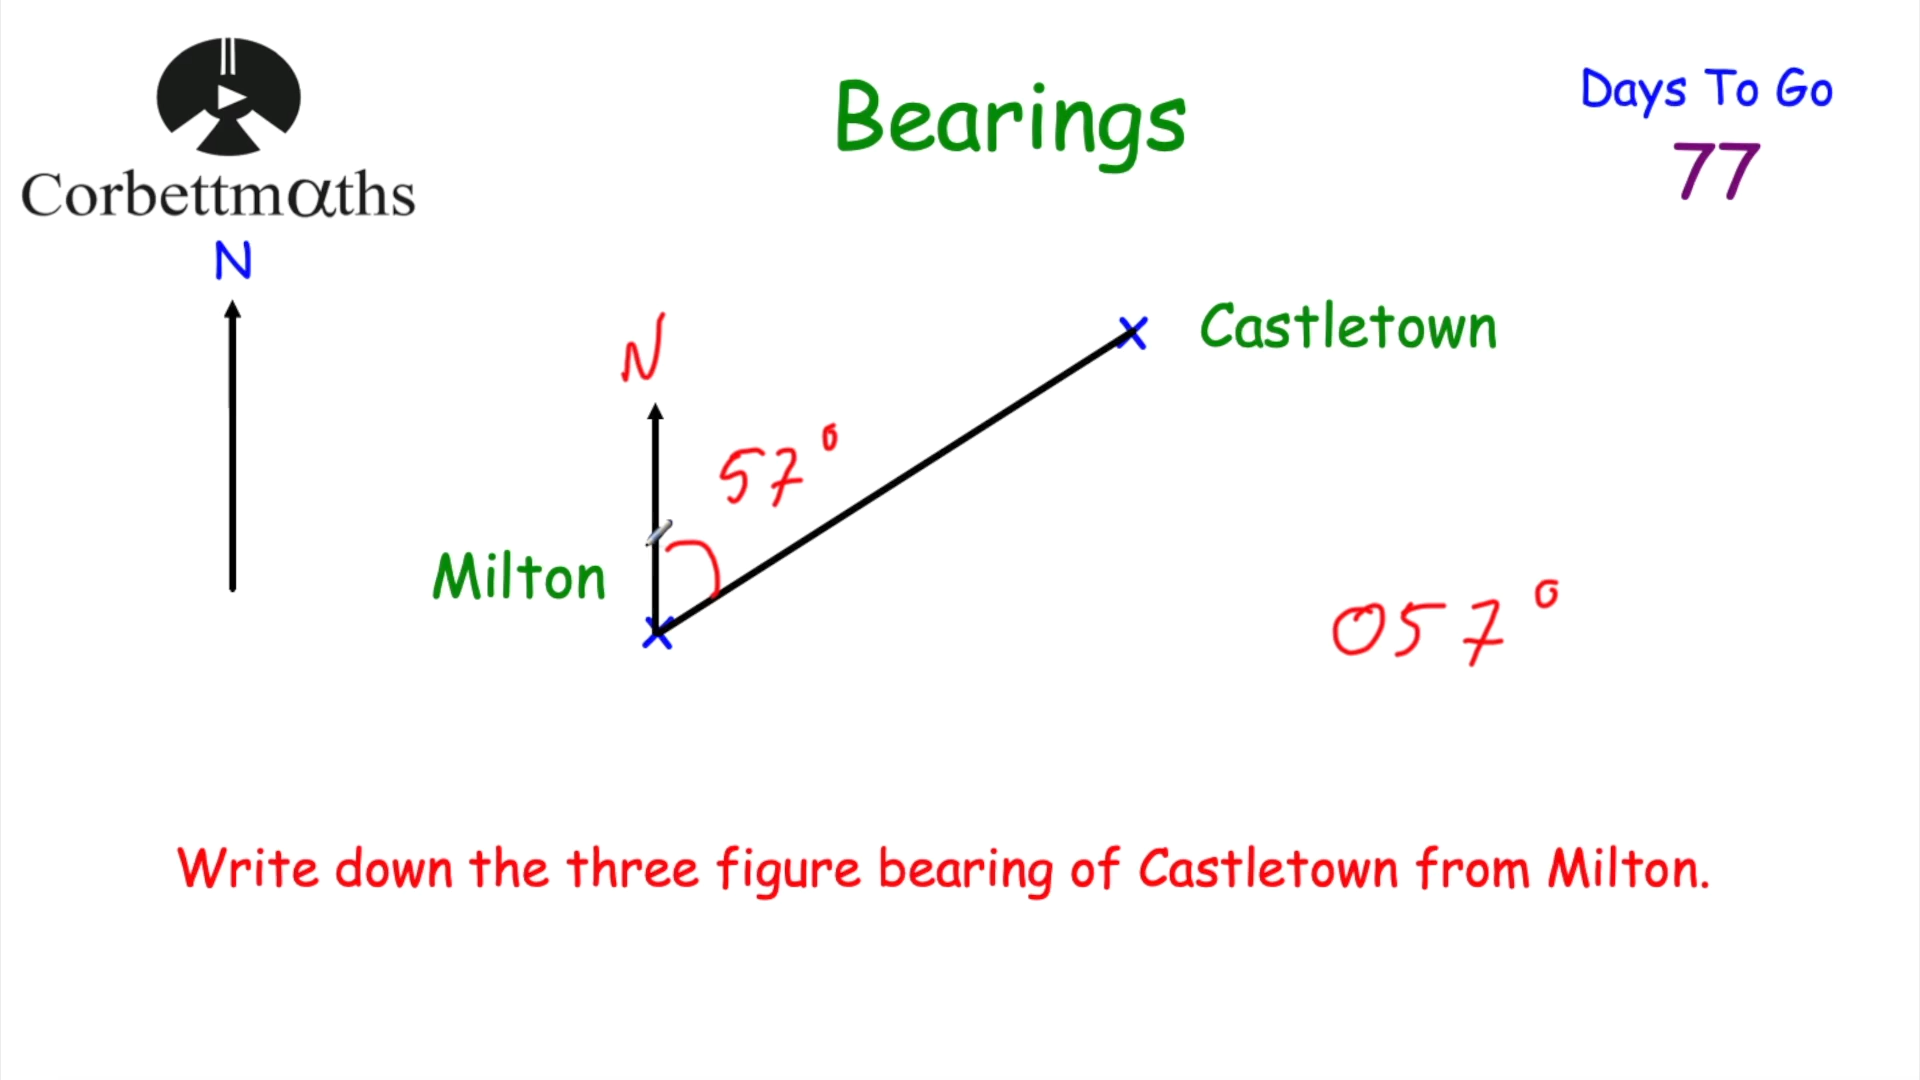 Corbettmαths
Bearings
Days To Go
77
N
N
Castletown
57°
Milton
057°
Write down the three figure bearing of Castletown from Milton.